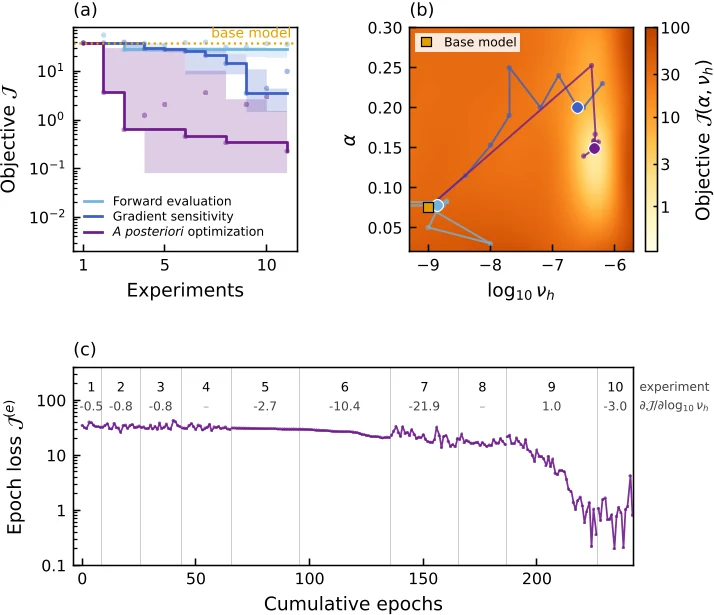 (a)
base model
10¹
10⁰
10⁻¹
10⁻²
Objective 𝒥
Forward evaluation
Gradient sensitivity
A posteriori optimization
1 5 10
Experiments
(b)
0.30
0.25
0.20
0.15
0.10
0.05
α
Base model
−9 −8 −7 −6
log₁₀ νₕ
100
30
10
3
1
Objective 𝒥(α, νₕ)
(c)
1 2 3 4 5 6 7 8 9 10 experiment
-0.5 -0.8 -0.8 – -2.7 -10.4 -21.9 – 1.0 -3.0 ∂𝒥/∂log₁₀ νₕ
100
10
1
0.1
Epoch loss 𝒥⁽ᵉ⁾
0 50 100 150 200
Cumulative epochs